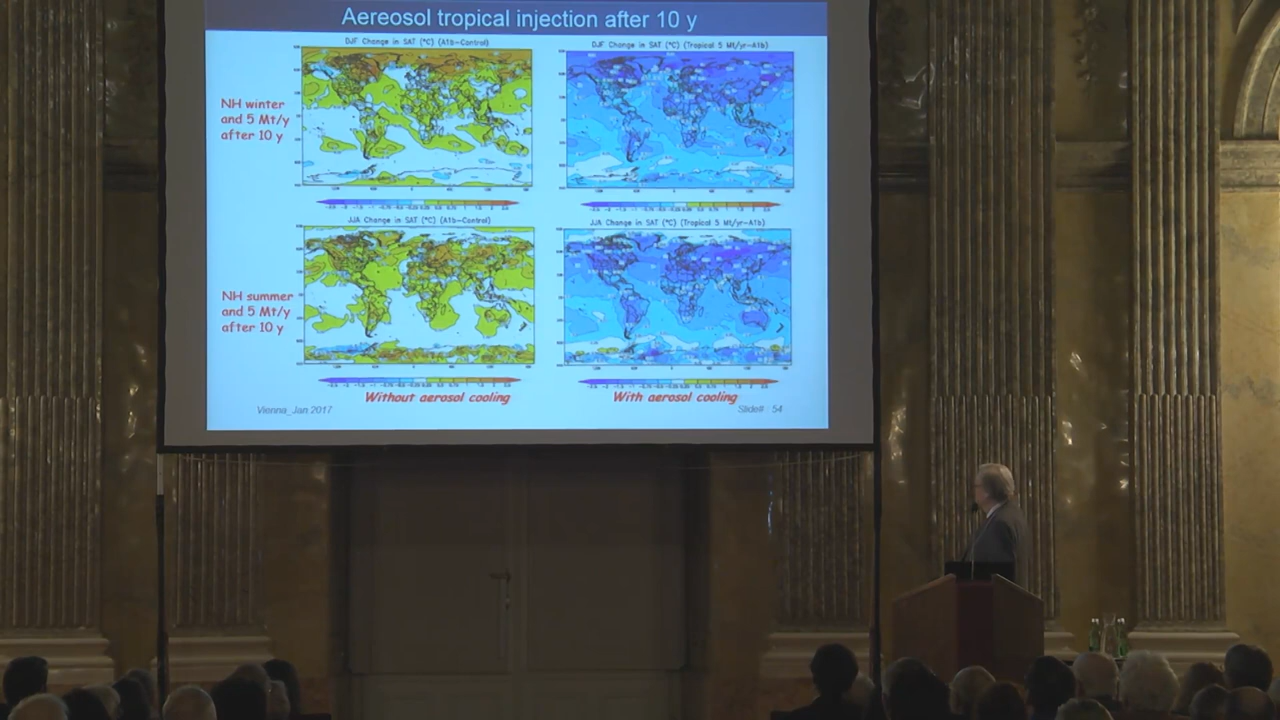 Aereosol tropical injection after 10 y
DJF Change in SAT (°C) (A1b-Control)
DJF Change in SAT (°C) (Tropical 5 Mt/yr-A1b)
NH winter
and 5 Mt/y
after 10 y
JJA Change in SAT (°C) (A1b-Control)
JJA Change in SAT (°C) (Tropical 5 Mt/yr-A1b)
NH summer
and 5 Mt/y
after 10 y
Without aerosol cooling
With aerosol cooling
Vienna_Jan 2017
Slide# 54